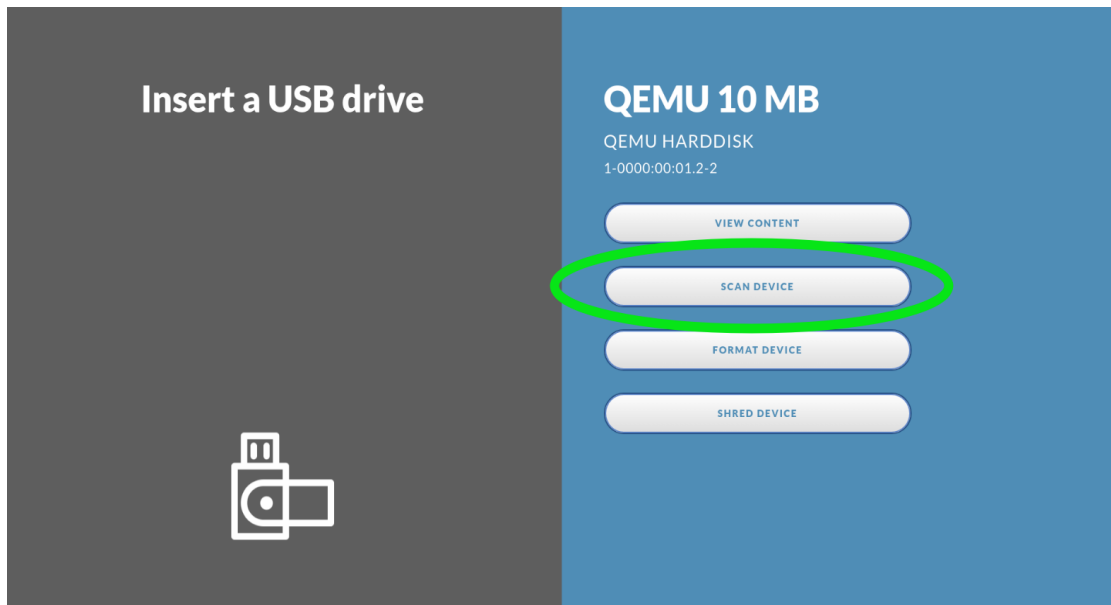 Insert a USB drive
QEMU 10 MB
QEMU HARDDISK
1-0000:00:01.2-2
VIEW CONTENT
SCAN DEVICE
FORMAT DEVICE
SHRED DEVICE